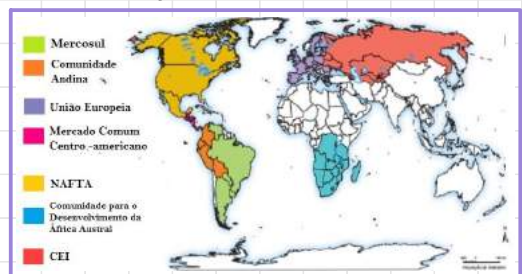 Mercosul
Comunidade
Andina
União Europeia
Mercado Comum
Centro-americano
NAFTA
Comunidade para o
Desenvolvimento da
África Austral
CEI